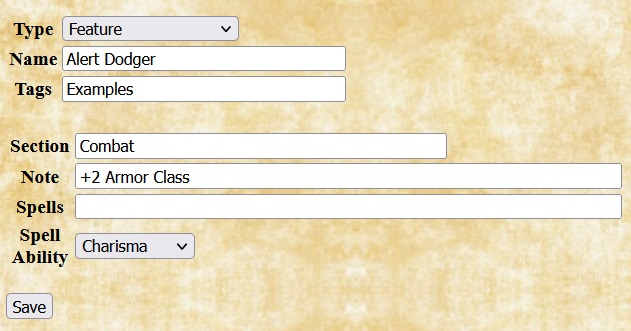 Type Feature
Name Alert Dodger
Tags Examples
Section Combat
Note +2 Armor Class
Spells
Spell
Ability Charisma
Save